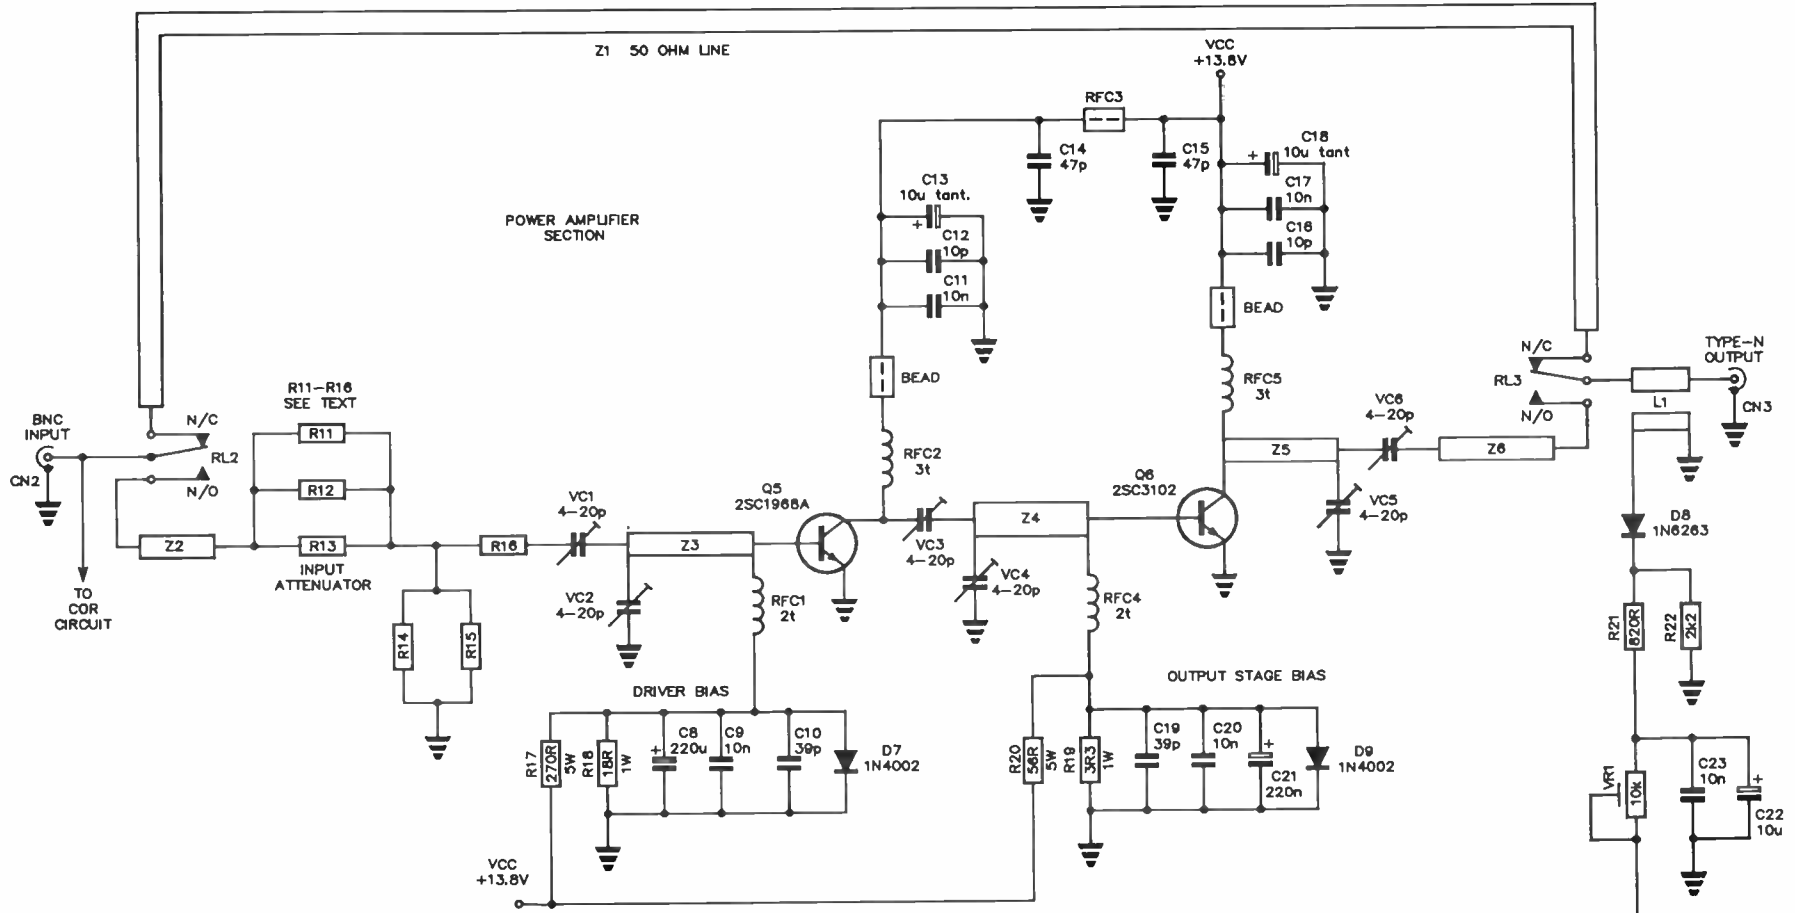 Z1 50 OHM LINE
VCC
+13.8V
RFC3
C14
47p
C15
47p
C18
10u tant
+
C17
10n
C16
10p
C13
10u tant.
+
C12
10p
C11
10n
POWER AMPLIFIER
SECTION
BEAD
BEAD
RFC5
3t
N/C
RL3
N/O
TYPE-N
OUTPUT
L1
CN3
R11-R16
SEE TEXT
BNC
INPUT
CN2
N/C
RL2
N/O
R11
R12
R13
INPUT
ATTENUATOR
Z2
TO
COR
CIRCUIT
R14
R15
R16
VC1
4-20p
VC2
4-20p
Z3
RFC1
2t
Q5
2SC1968A
RFC2
3t
VC3
4-20p
VC4
4-20p
Z4
RFC4
2t
Q6
2SC3102
Z5
VC5
4-20p
VC6
4-20p
Z6
D8
1N6263
R21
820R
R22
2k2
DRIVER BIAS
R17
270R
5W
R18
18R
1W
C8
220u
+
C9
10n
C10
39p
D7
1N4002
OUTPUT STAGE BIAS
R20
56R
5W
R19
3R3
1W
C19
39p
C20
10n
+
C21
220n
D9
1N4002
VR1
10k
C23
10n
+
C22
10u
VCC
+13.8V